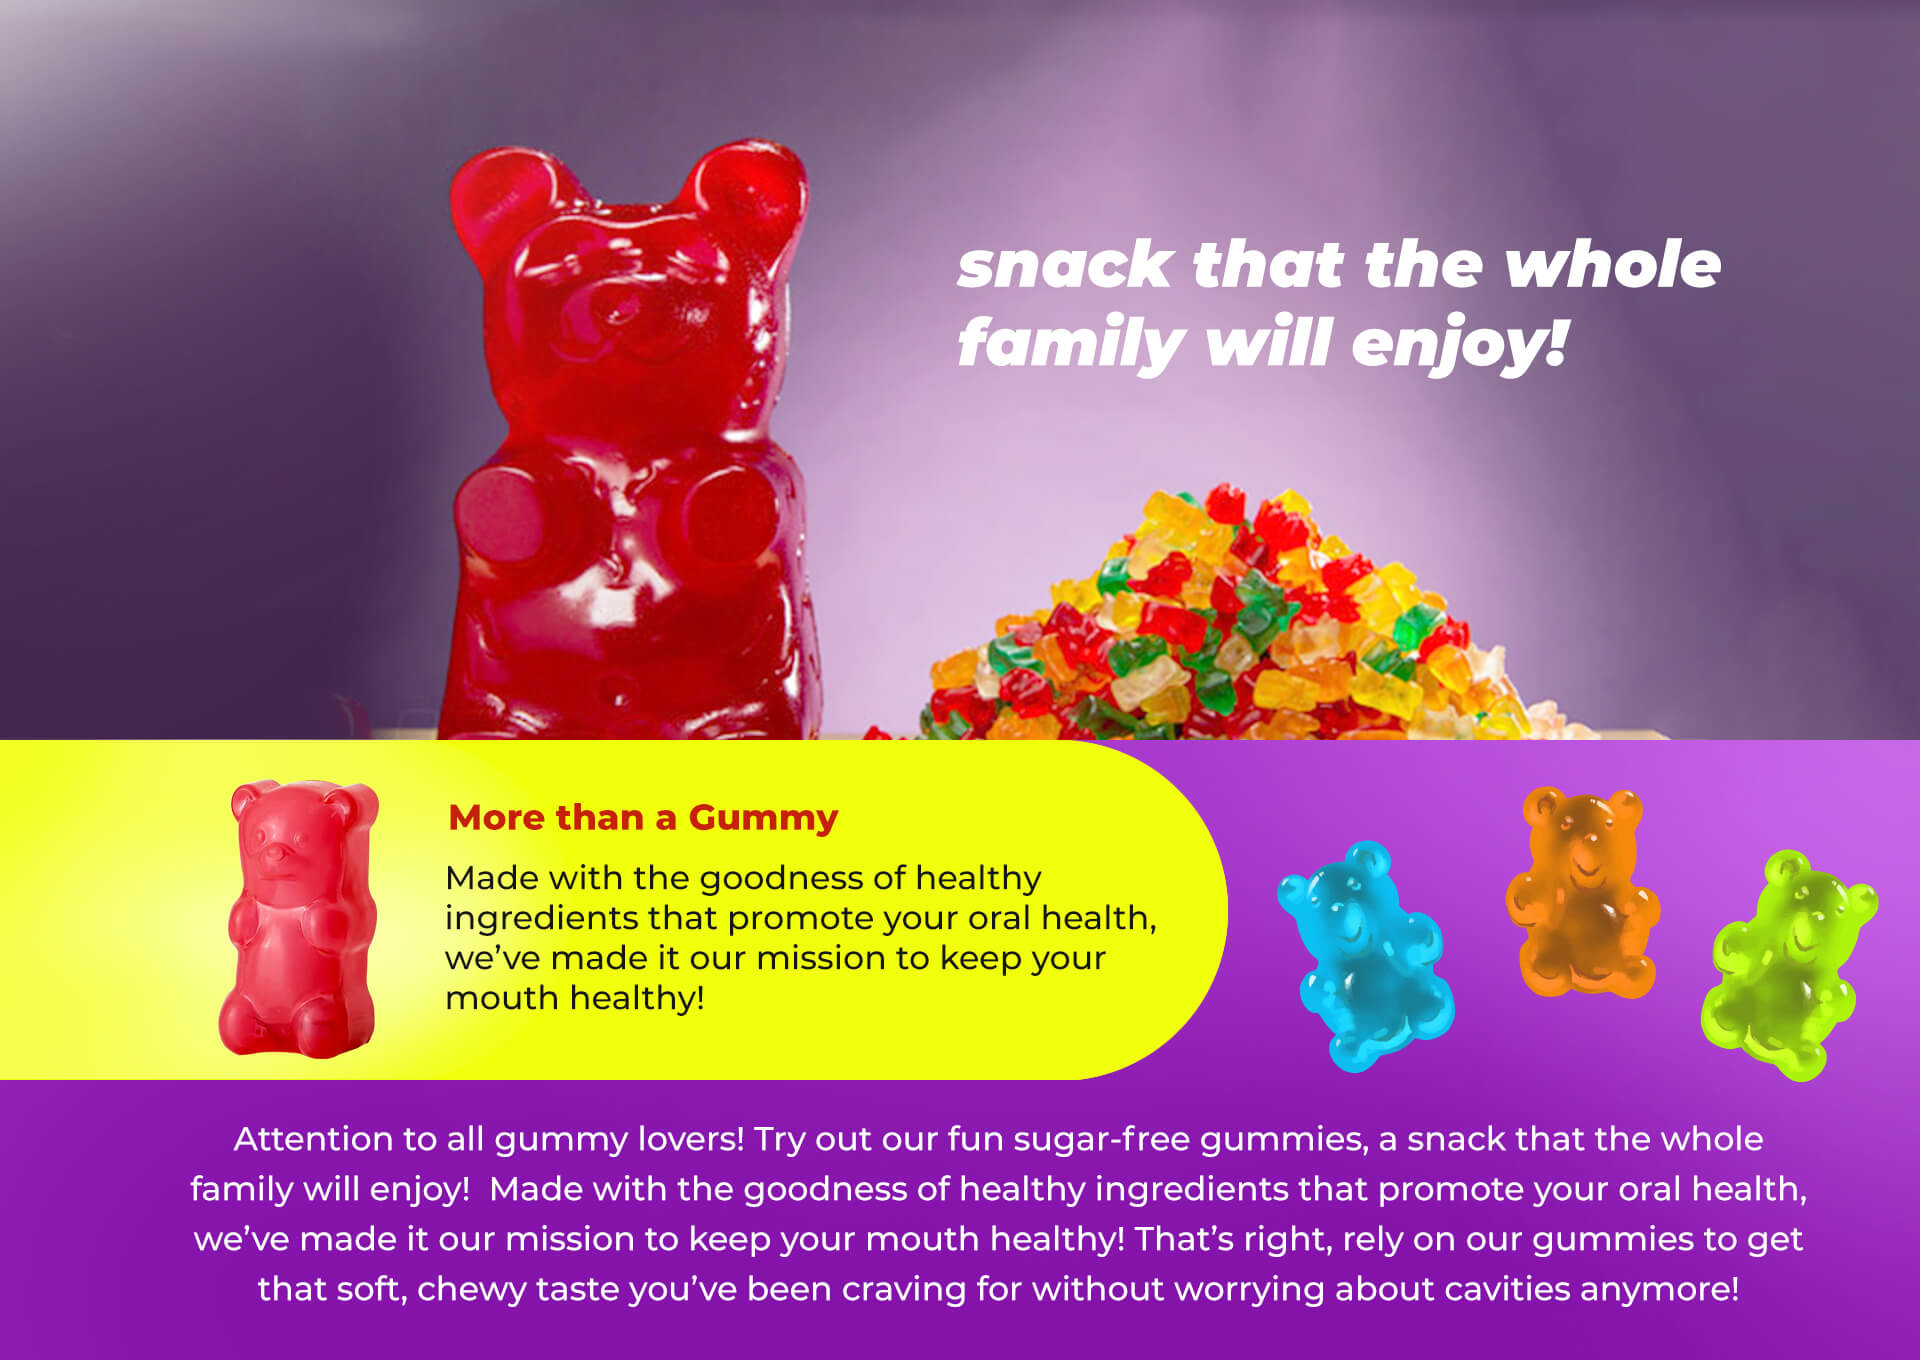 snack that the whole
family will enjoy!
More than a Gummy
Made with the goodness of healthy
ingredients that promote your oral health,
we’ve made it our mission to keep your
mouth healthy!
Attention to all gummy lovers! Try out our fun sugar-free gummies, a snack that the whole
family will enjoy!  Made with the goodness of healthy ingredients that promote your oral health,
we’ve made it our mission to keep your mouth healthy! That’s right, rely on our gummies to get
that soft, chewy taste you’ve been craving for without worrying about cavities anymore!